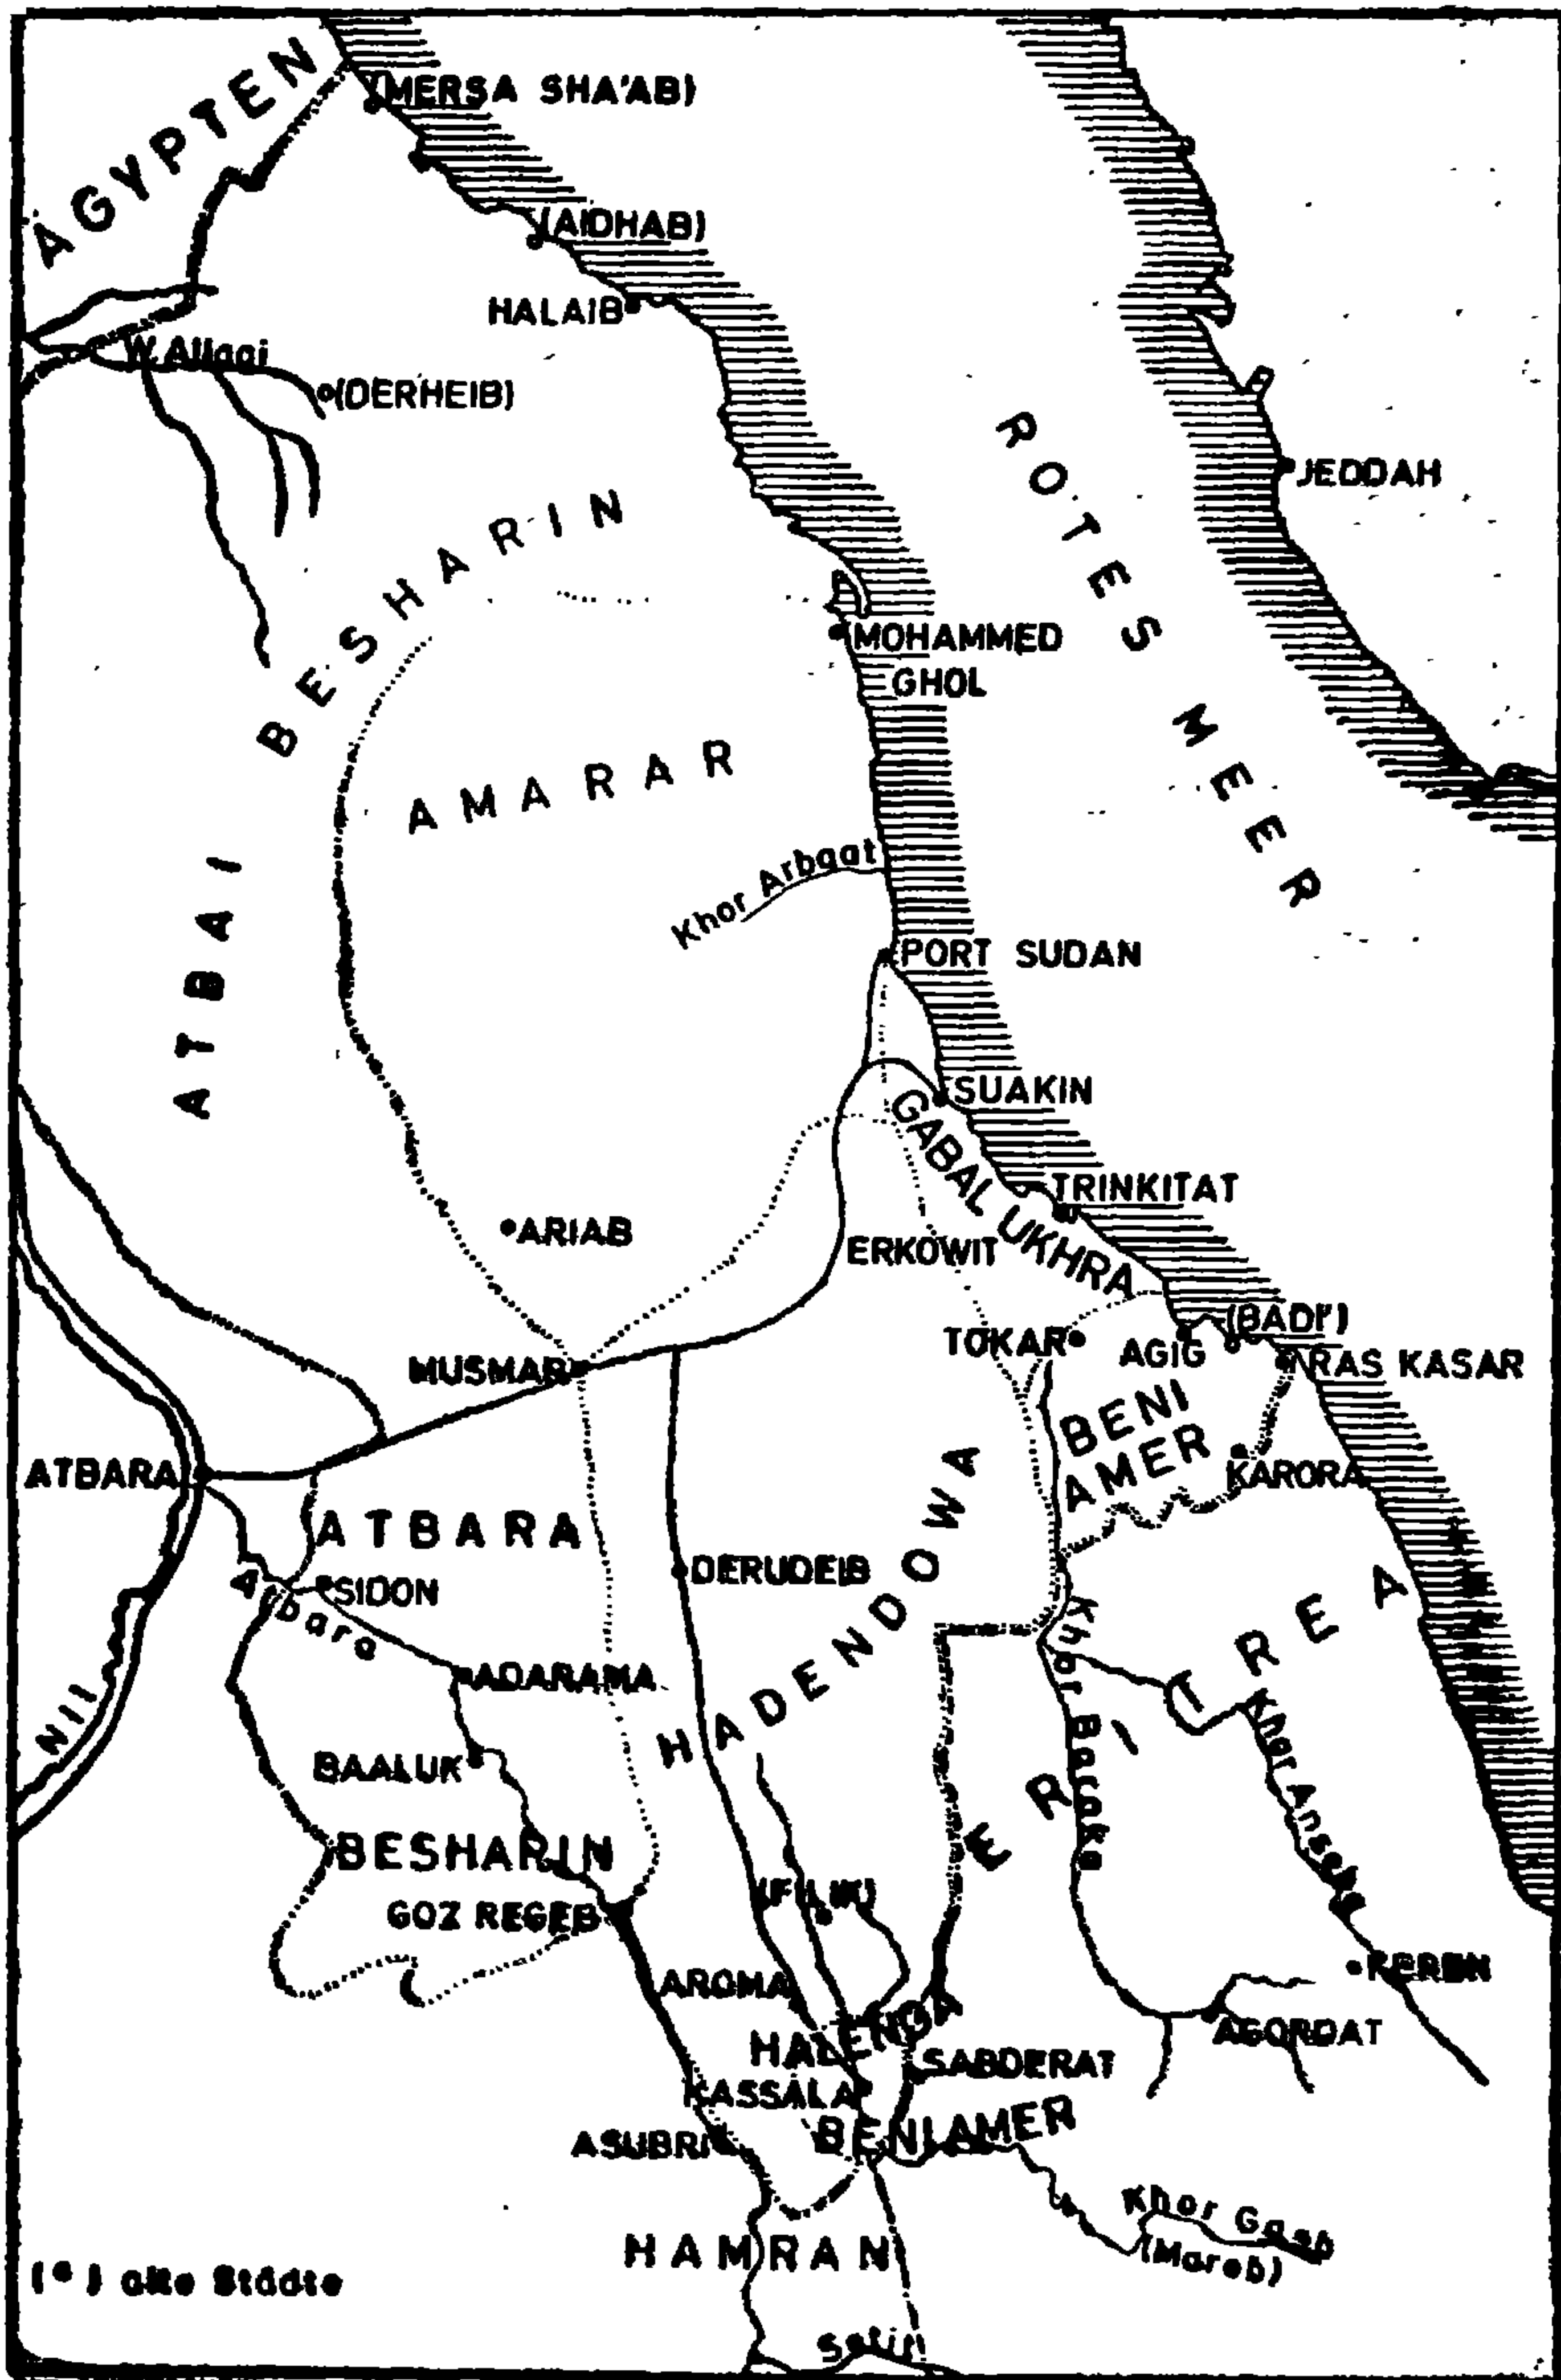 ÄGYPTEN
(MERSA SHA'AB)
(AIDHAB)
HALAIB
W. Allaqi
(DERHEIB)
ROTES MEER
JEDDAH
ATBAI BESHARIN
MOHAMMED
GHOL
AMARAR
Khor Arbaat
PORT SUDAN
SUAKIN
GABAL UKHRA
TRINKITAT
ARIAB
ERKOWIT
TOKAR
AGIG
(BADI')
RAS KASAR
MUSMAR
BENI
AMER
KARORA
ATBARA
ATBARA
DERUDEIB
SIDON
Atbara
HADENDOWA
ERITREA
Khor Baraka
Khor Anseba
ADARAMA
Nil
BAALUK
BESHARIN
GOZ REGEB
(FILIK)
AROMA
KEREN
HALENGA
AGORDAT
SABDERAT
KASSALA
BENI AMER
ASUBRI
Khor Gash
(Mareb)
HAMRAN
(°) alte Städte
Setit